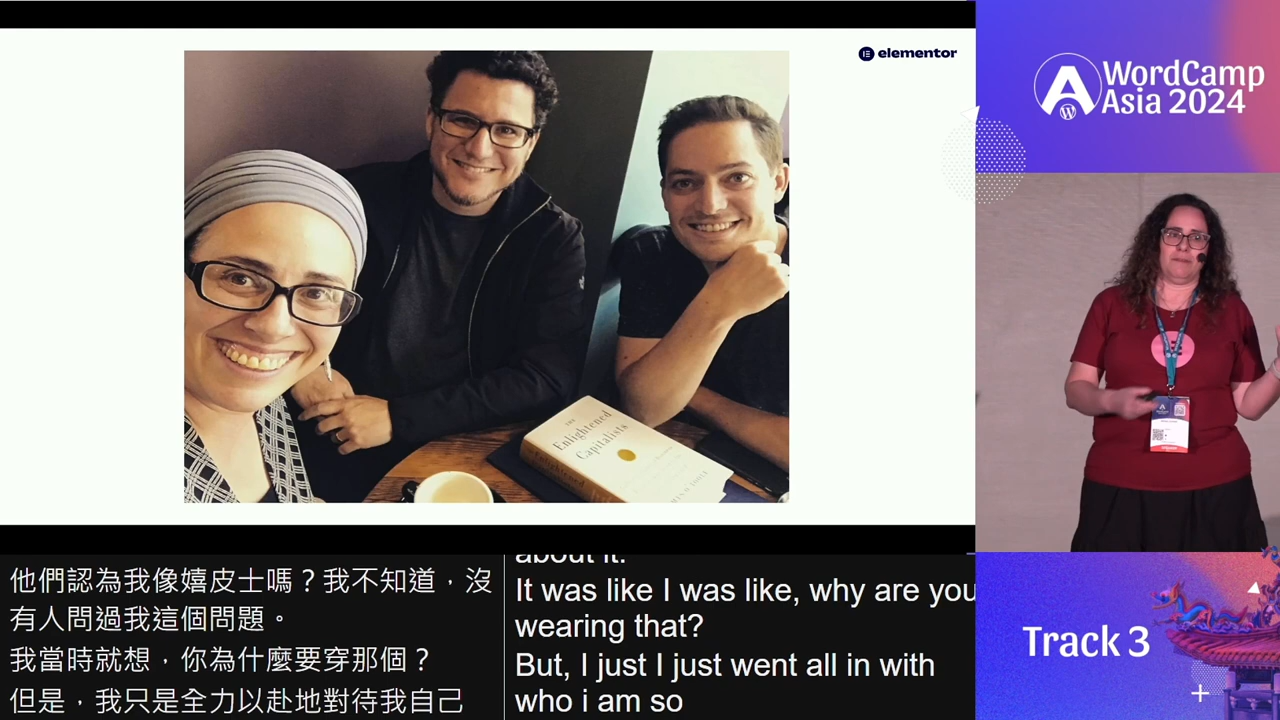 elementor
THE
Enlightened
Capitalists
WordCamp
Asia 2024
他們認為我像嬉皮士嗎？我不知道，沒
有人問過我這個問題。
我當時就想，你為什麼要穿那個？
但是，我只是全力以赴地對待我自己
about it.
It was like I was like, why are you
wearing that?
But, I just I just went all in with
who i am so
Track 3